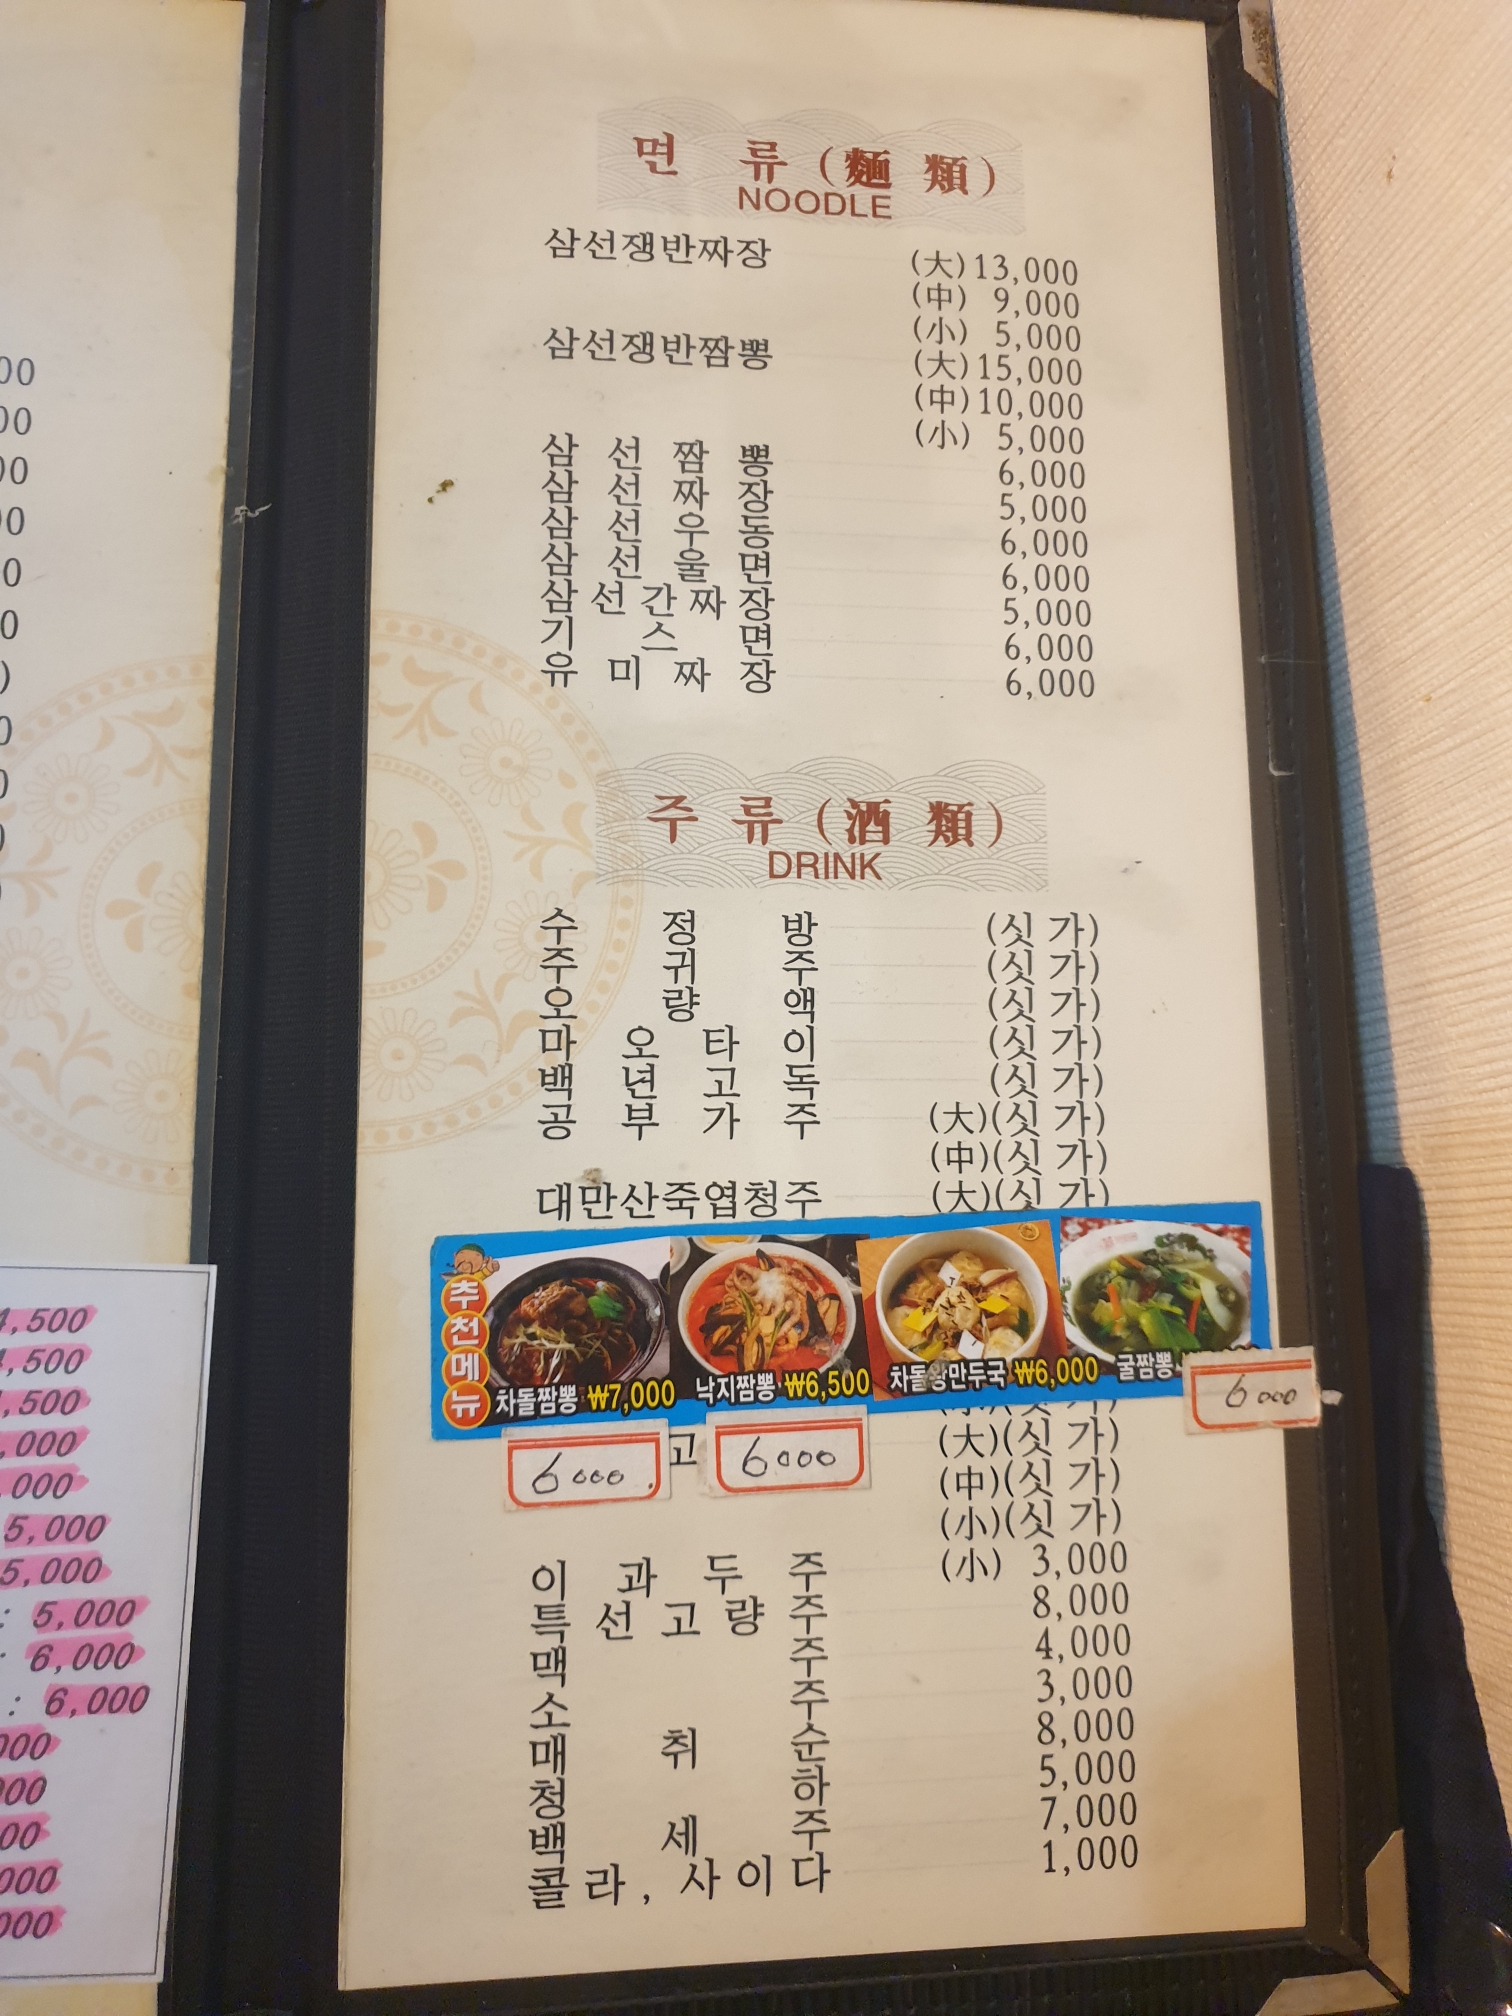 면 류 (麵 類)
NOODLE
삼선쟁반짜장 (大) 13,000
(中) 9,000
(小) 5,000
삼선쟁반짬뽕 (大) 15,000
(中) 10,000
(小) 5,000
삼 선 짬 뽕 6,000
삼 선 짜 장 5,000
삼 선 우 동 6,000
삼 선 울 면 6,000
삼 선 간 짜 장 5,000
기 스 면 6,000
유 미 짜 장 6,000
주 류 (酒 類)
DRINK
수 정 방 (싯 가)
주 귀 주 (싯 가)
오 량 액 (싯 가)
마 오 타 이 (싯 가)
백 년 고 독 (싯 가)
공 부 가 주 (大)(싯 가)
(中)(싯 가)
대만산죽엽청주 (大)(싯 가)
추천메뉴
차돌짬뽕 ₩7,000 낙지짬뽕 ₩6,500 차돌왕만두국 ₩6,000 굴짬뽕
6000
6000
6000
고 (大)(싯 가)
(中)(싯 가)
(小)(싯 가)
이 과 두 주 (小) 3,000
특 선 고 량 주 8,000
맥 주 4,000
소 주 3,000
매 취 순 8,000
청 하 5,000
백 세 주 7,000
콜 라 , 사 이 다 1,000
4,500
: 5,000
: 6,000
: 6,000